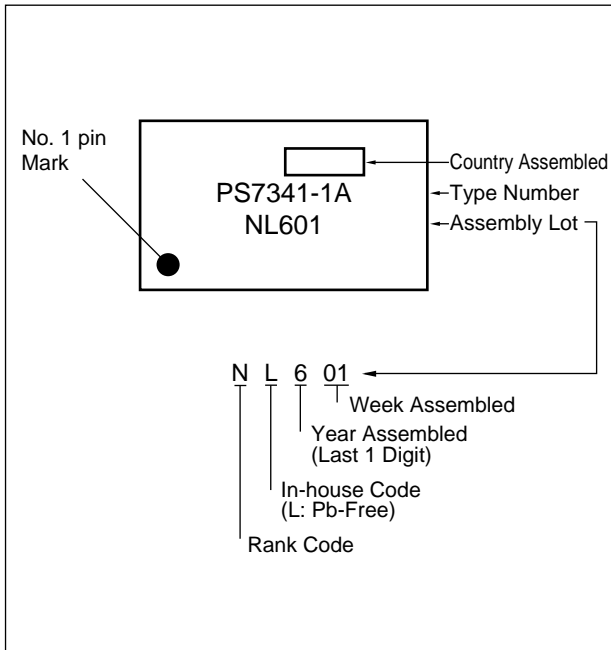 No. 1 pin
Mark
Country Assembled
PS7341-1A
Type Number
NL601
Assembly Lot
N L 6 01
Week Assembled
Year Assembled
(Last 1 Digit)
In-house Code
(L: Pb-Free)
Rank Code